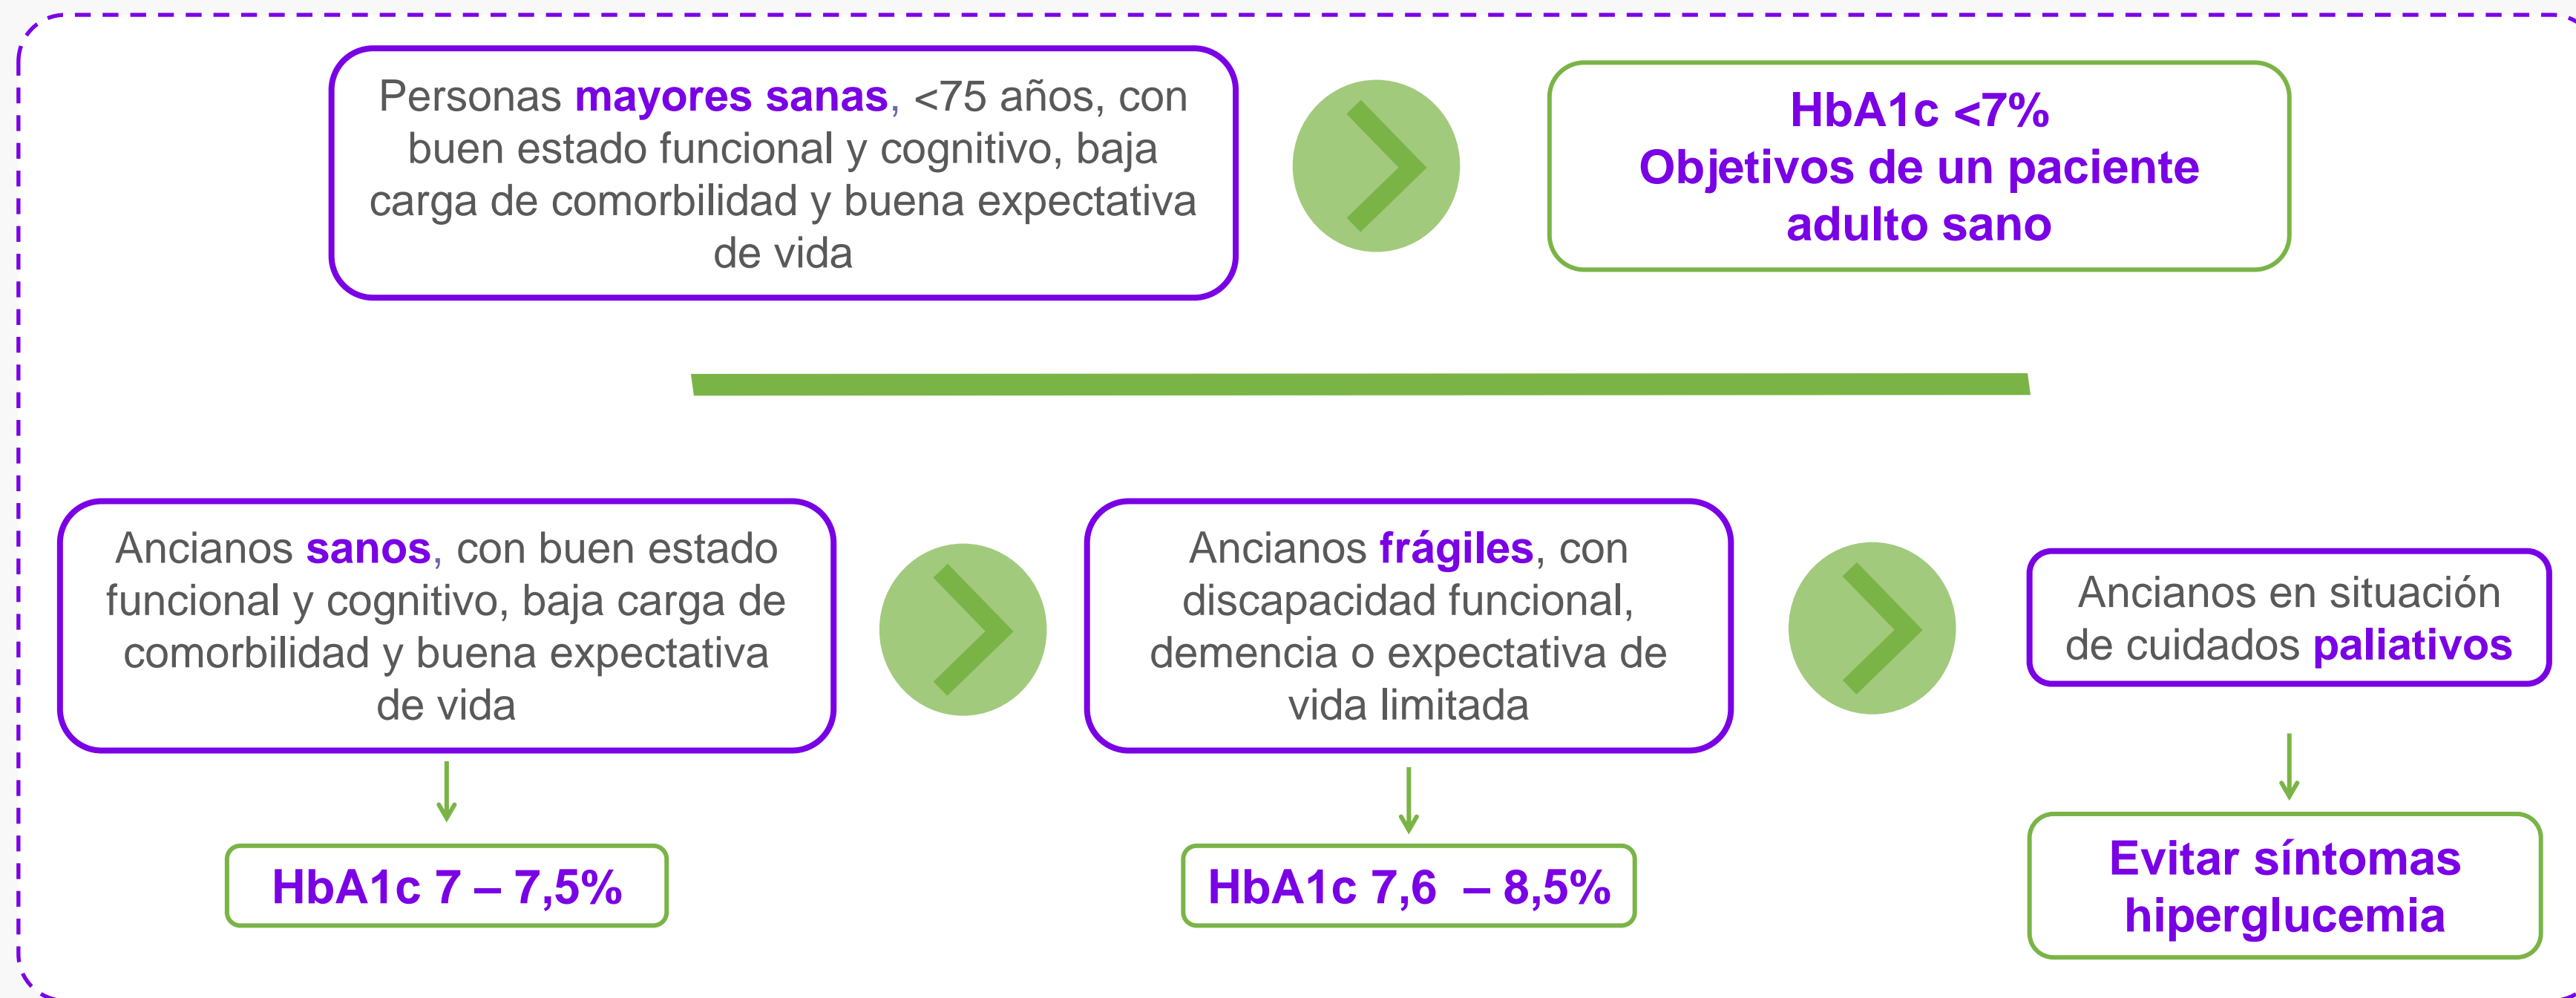 Personas mayores sanas, <75 años, con
buen estado funcional y cognitivo, baja
carga de comorbilidad y buena expectativa
de vida
HbA1c <7%
Objetivos de un paciente
adulto sano
Ancianos sanos, con buen estado
funcional y cognitivo, baja carga de
comorbilidad y buena expectativa
de vida
Ancianos frágiles, con
discapacidad funcional,
demencia o expectativa de
vida limitada
Ancianos en situación
de cuidados paliativos
HbA1c 7 – 7,5%
HbA1c 7,6 – 8,5%
Evitar síntomas
hiperglucemia